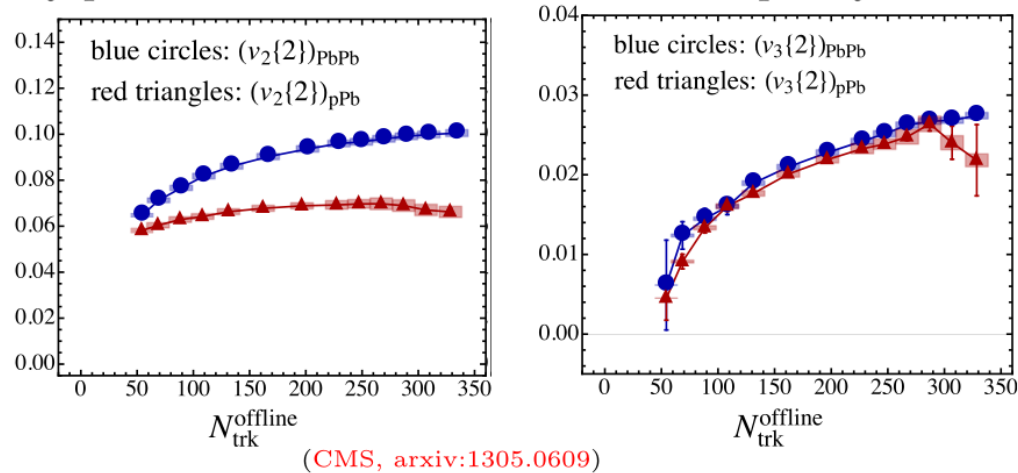 0.14
0.12
0.10
0.08
0.06
0.04
0.02
0.00
blue circles: (v₂{2})PbPb
red triangles: (v₂{2})pPb
0 50 100 150 200 250 300 350
N_trk^offline
0.04
0.03
0.02
0.01
0.00
blue circles: (v₃{2})PbPb
red triangles: (v₃{2})pPb
0 50 100 150 200 250 300 350
N_trk^offline
(CMS, arxiv:1305.0609)